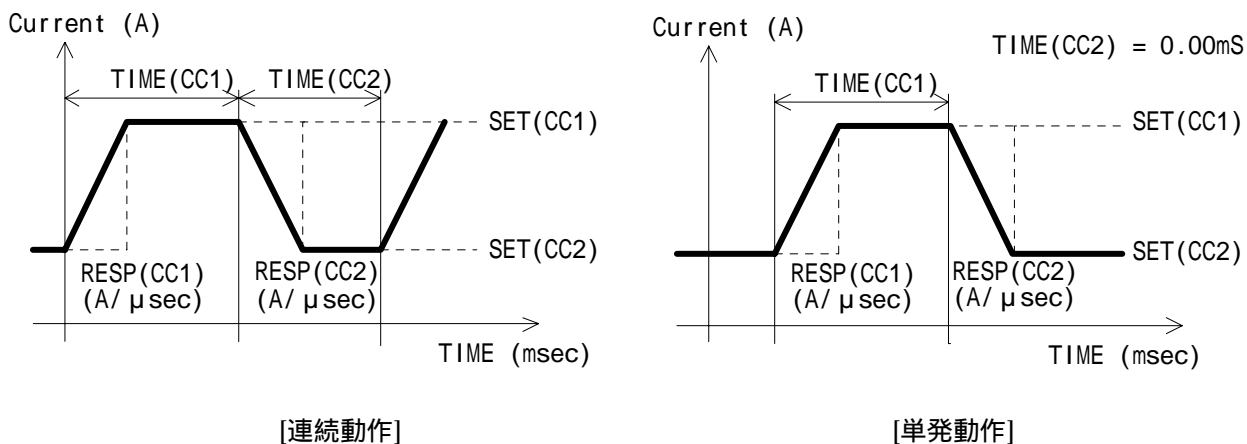 Current (A)
TIME(CC1)
TIME(CC2)
SET(CC1)
SET(CC2)
RESP(CC1)
(A/μsec)
RESP(CC2)
(A/μsec)
TIME (msec)
[連続動作]
Current (A)
TIME(CC2) = 0.00mS
TIME(CC1)
SET(CC1)
SET(CC2)
RESP(CC1)
(A/μsec)
RESP(CC2)
(A/μsec)
TIME (msec)
[単発動作]